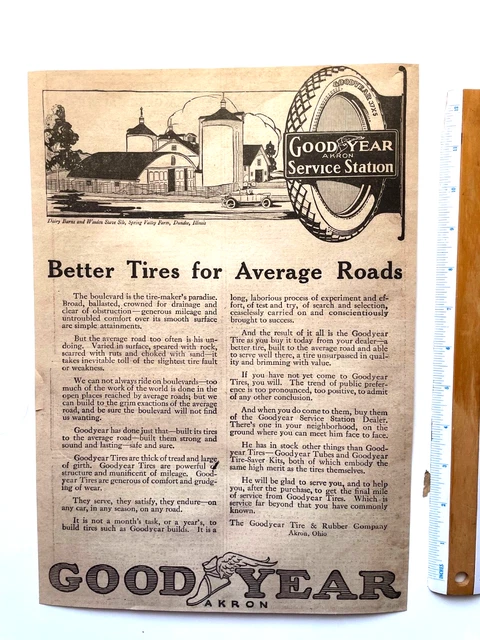 GOODYEAR TIRES
GOOD YEAR
AKRON
Service Station
Dairy Barns and Wooden Stave Silo, Spring Valley Farm, Dundee, Illinois
Better Tires for Average Roads
The boulevard is the tire-maker's paradise.
Broad, ballasted, crowned for drainage and
clear of obstruction—generous mileage and
untroubled comfort over its smooth surface
are simple attainments.
But the average road too often is his un-
doing. Varied in surface, speared with rock,
scarred with ruts and choked with sand—it
takes inevitable toll of the slightest tire fault
or weakness.
We can not always ride on boulevards—too
much of the work of the world is done in the
open places reached by average roads; but we
can build to the grim exactions of the average
road, and be sure the boulevard will not find
us wanting.
Goodyear has done just that—built its tires
to the average road—built them strong and
sound and lasting—safe and sure.
Goodyear Tires are thick of tread and large
of girth. Goodyear Tires are powerful of
structure and munificent of mileage. Good-
year Tires are generous of comfort and grudg-
ing of wear.
They serve, they satisfy, they endure—on
any car, in any season, on any road.
It is not a month's task, or a year's, to
build tires such as Goodyear builds. It is a
long, laborious process of experiment and ef-
fort, of test and try, of search and selection,
ceaselessly carried on and conscientiously
brought to success.
And the result of it all is the Goodyear
Tire as you buy it today from your dealer—a
better tire, built to the average road and able
to serve well there, a tire unsurpassed in qual-
ity and brimming with value.
If you have not yet come to Goodyear
Tires, you will. The trend of public prefer-
ence is too pronounced, too positive, to admit
of any other conclusion.
And when you do come to them, buy them
of the Goodyear Service Station Dealer.
There's one in your neighborhood, on the
ground where you can meet him face to face.
He has in stock other things than Good-
year Tires—Goodyear Tubes and Goodyear
Tire-Saver Kits, both of which embody the
same high merit as the tires themselves.
He will be glad to serve you, and to help
you, after the purchase, to get the final mile
of service from Goodyear Tires. Which is
service far beyond that you have commonly
known.
The Goodyear Tire & Rubber Company
Akron, Ohio
GOOD YEAR
AKRON